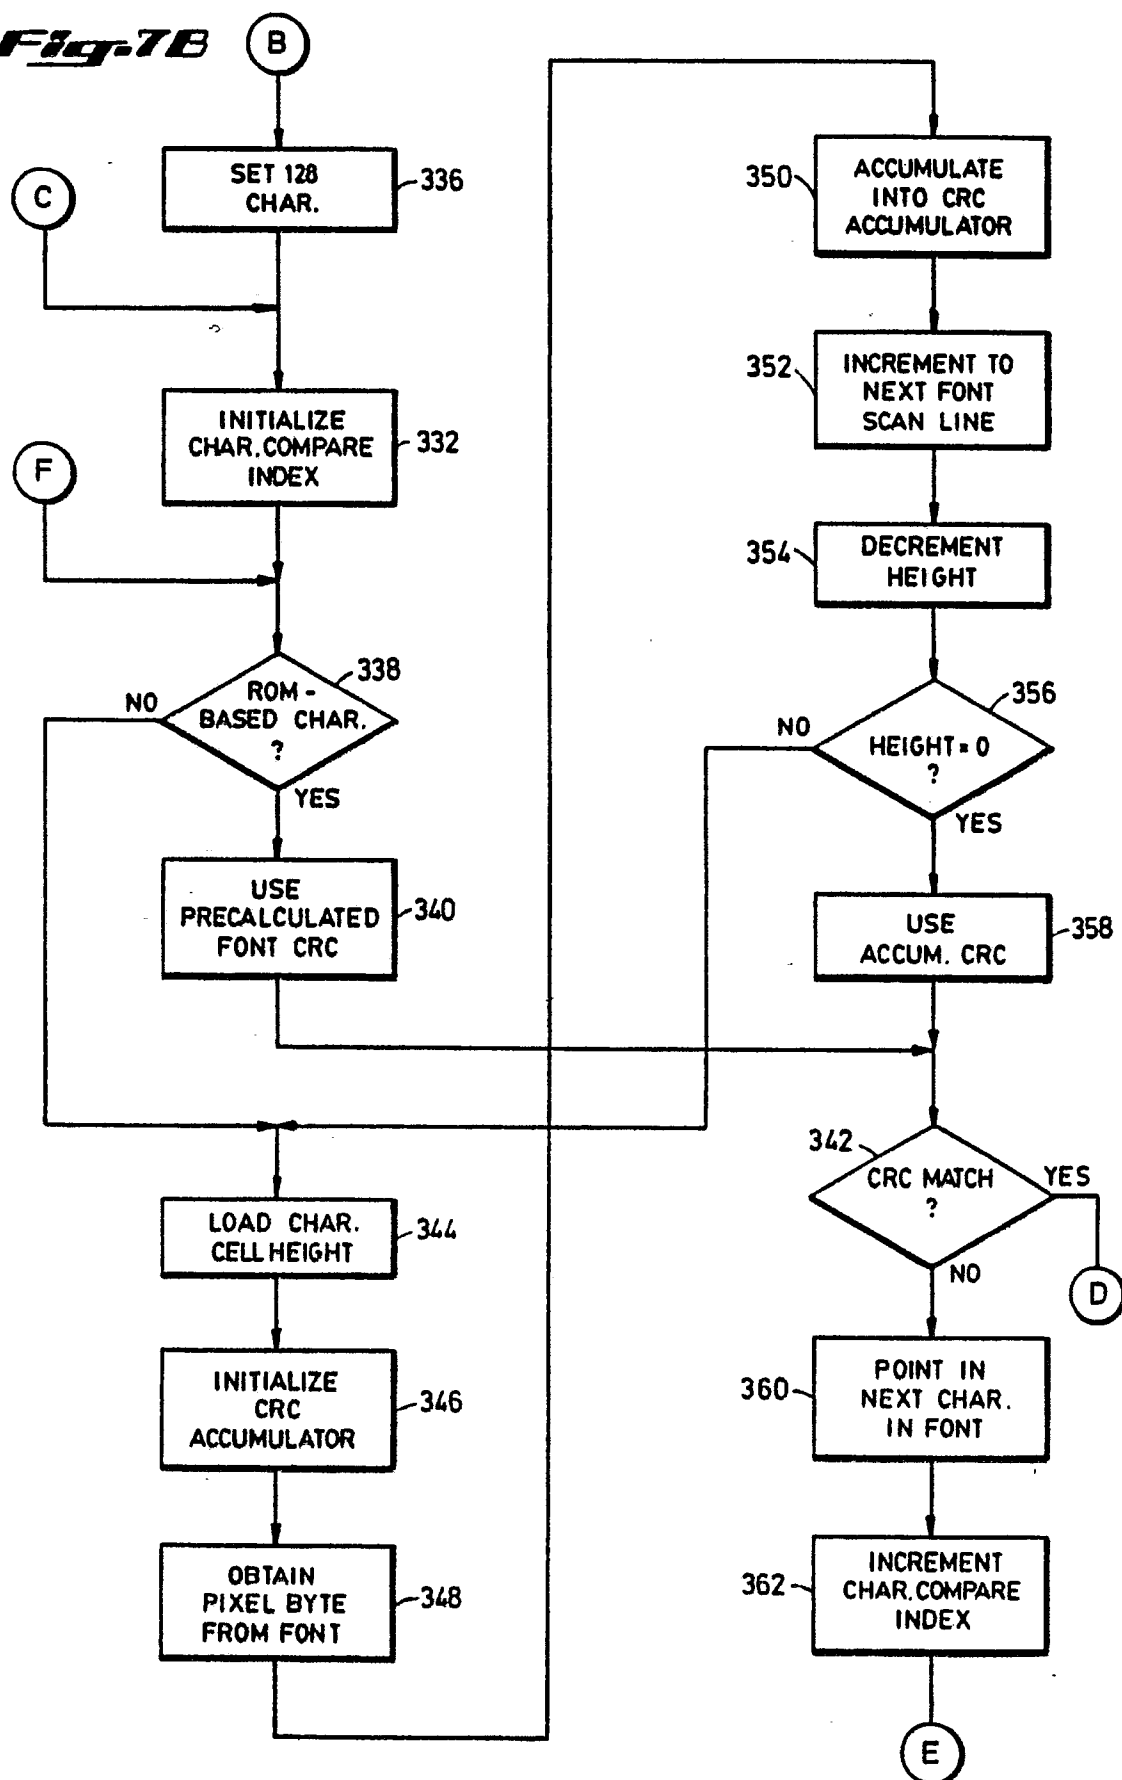 Fig. 7B
B
SET 128
CHAR.
336
C
INITIALIZE
CHAR. COMPARE
INDEX
332
F
ROM -
BASED CHAR.
?
338
NO
YES
USE
PRECALCULATED
FONT CRC
340
LOAD CHAR.
CELL HEIGHT
344
INITIALIZE
CRC
ACCUMULATOR
346
OBTAIN
PIXEL BYTE
FROM FONT
348
350
ACCUMULATE
INTO CRC
ACCUMULATOR
352
INCREMENT TO
NEXT FONT
SCAN LINE
354
DECREMENT
HEIGHT
356
NO
HEIGHT = 0
?
YES
USE
ACCUM. CRC
358
342
CRC MATCH
?
YES
NO
D
360
POINT IN
NEXT CHAR.
IN FONT
362
INCREMENT
CHAR. COMPARE
INDEX
E